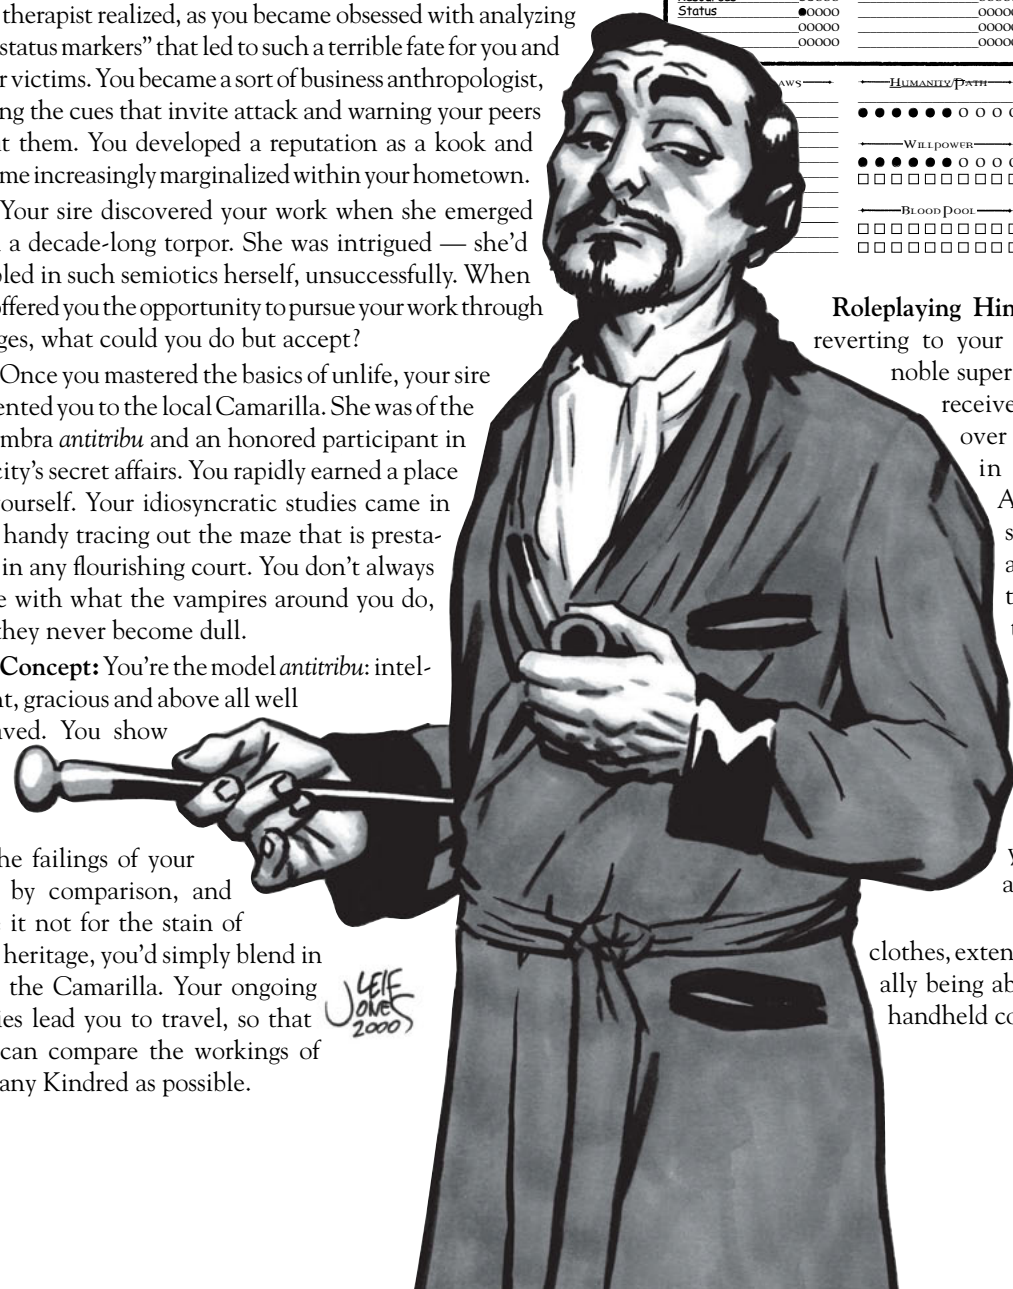 therapist realized, as you became obsessed with analyzing
status markers” that led to such a terrible fate for you and
r victims. You became a sort of business anthropologist,
ng the cues that invite attack and warning your peers
t them. You developed a reputation as a kook and
me increasingly marginalized within your hometown.
Your sire discovered your work when she emerged
a decade-long torpor. She was intrigued — she’d
led in such semiotics herself, unsuccessfully. When
offered you the opportunity to pursue your work through
ges, what could you do but accept?
Once you mastered the basics of unlife, your sire
ented you to the local Camarilla. She was of the
mbra antitribu and an honored participant in
city’s secret affairs. You rapidly earned a place
ourself. Your idiosyncratic studies came in
handy tracing out the maze that is presta-
in any flourishing court. You don’t always
e with what the vampires around you do,
they never become dull.
Concept: You’re the model antitribu: intel-
nt, gracious and above all well
aved. You show
he failings of your
by comparison, and
e it not for the stain of
heritage, you’d simply blend in
the Camarilla. Your ongoing
ies lead you to travel, so that
can compare the workings of
any Kindred as possible.
LEIF
JONES
2000
Status
AWS
HUMANITY/PATH
WILLPOWER
BLOOD POOL
Roleplaying Hin
reverting to your
noble super
receive
over
in
A
s
a
t
y
a
clothes, exten
ally being ab
handheld co